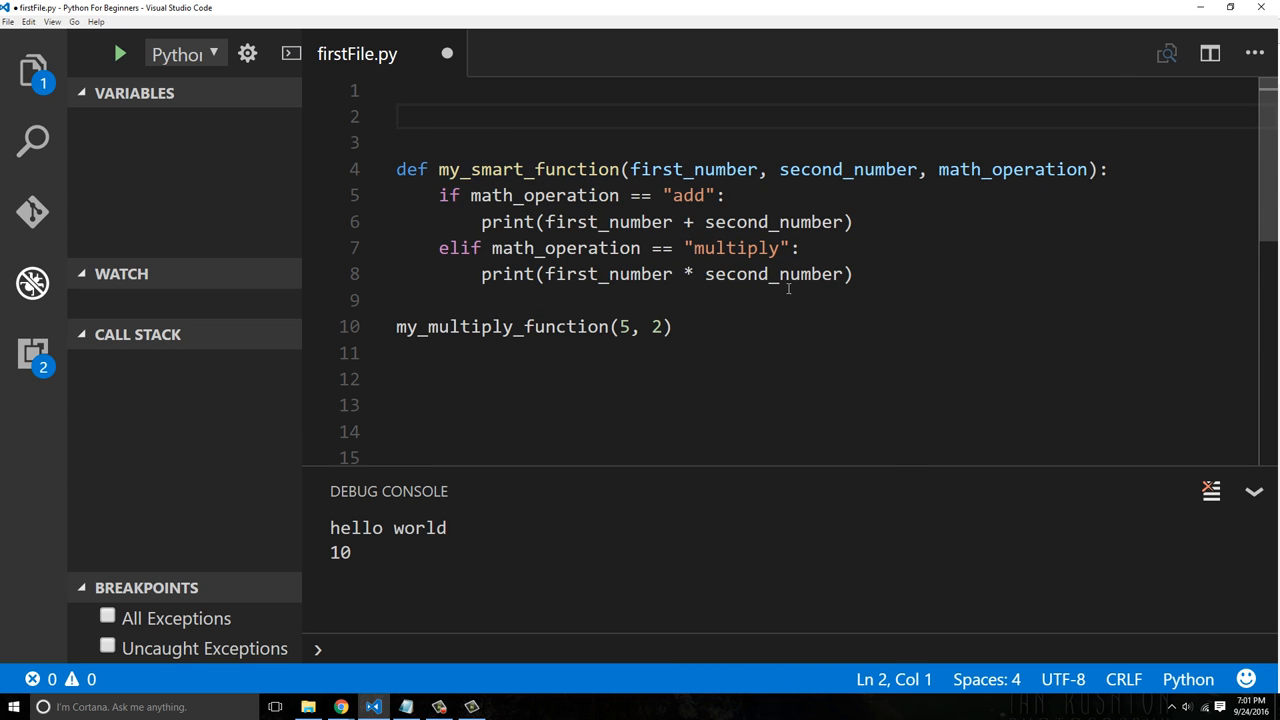 • firstFile.py - Python For Beginners - Visual Studio Code
File Edit View Go Help
Python
firstFile.py
1
VARIABLES
WATCH
CALL STACK
2
BREAKPOINTS
All Exceptions
Uncaught Exceptions
1
2
3
4 def my_smart_function(first_number, second_number, math_operation):
5 if math_operation == "add":
6 print(first_number + second_number)
7 elif math_operation == "multiply":
8 print(first_number * second_number)
9
10 my_multiply_function(5, 2)
11
12
13
14
15
DEBUG CONSOLE
hello world
10
0 0
Ln 2, Col 1 Spaces: 4 UTF-8 CRLF Python
I'm Cortana. Ask me anything.
7:01 PM
9/24/2016